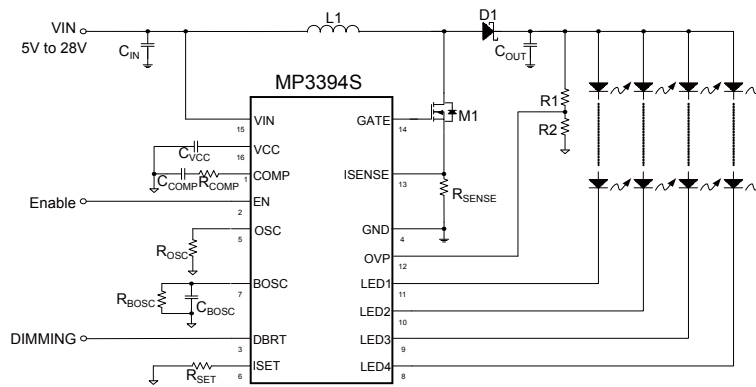 L1
D1
VIN
5V to 28V
CIN
COUT
MP3394S
R1
R2
M1
VIN
GATE
15
14
CVCC
VCC
16
CCOMP
RCOMP
COMP
1
ISENSE
13
RSENSE
Enable
EN
2
OSC
5
ROSC
GND
4
OVP
12
BOSC
7
RBOSC
CBOSC
LED1
11
LED2
10
DIMMING
DBRT
3
LED3
9
ISET
6
RSET
LED4
8